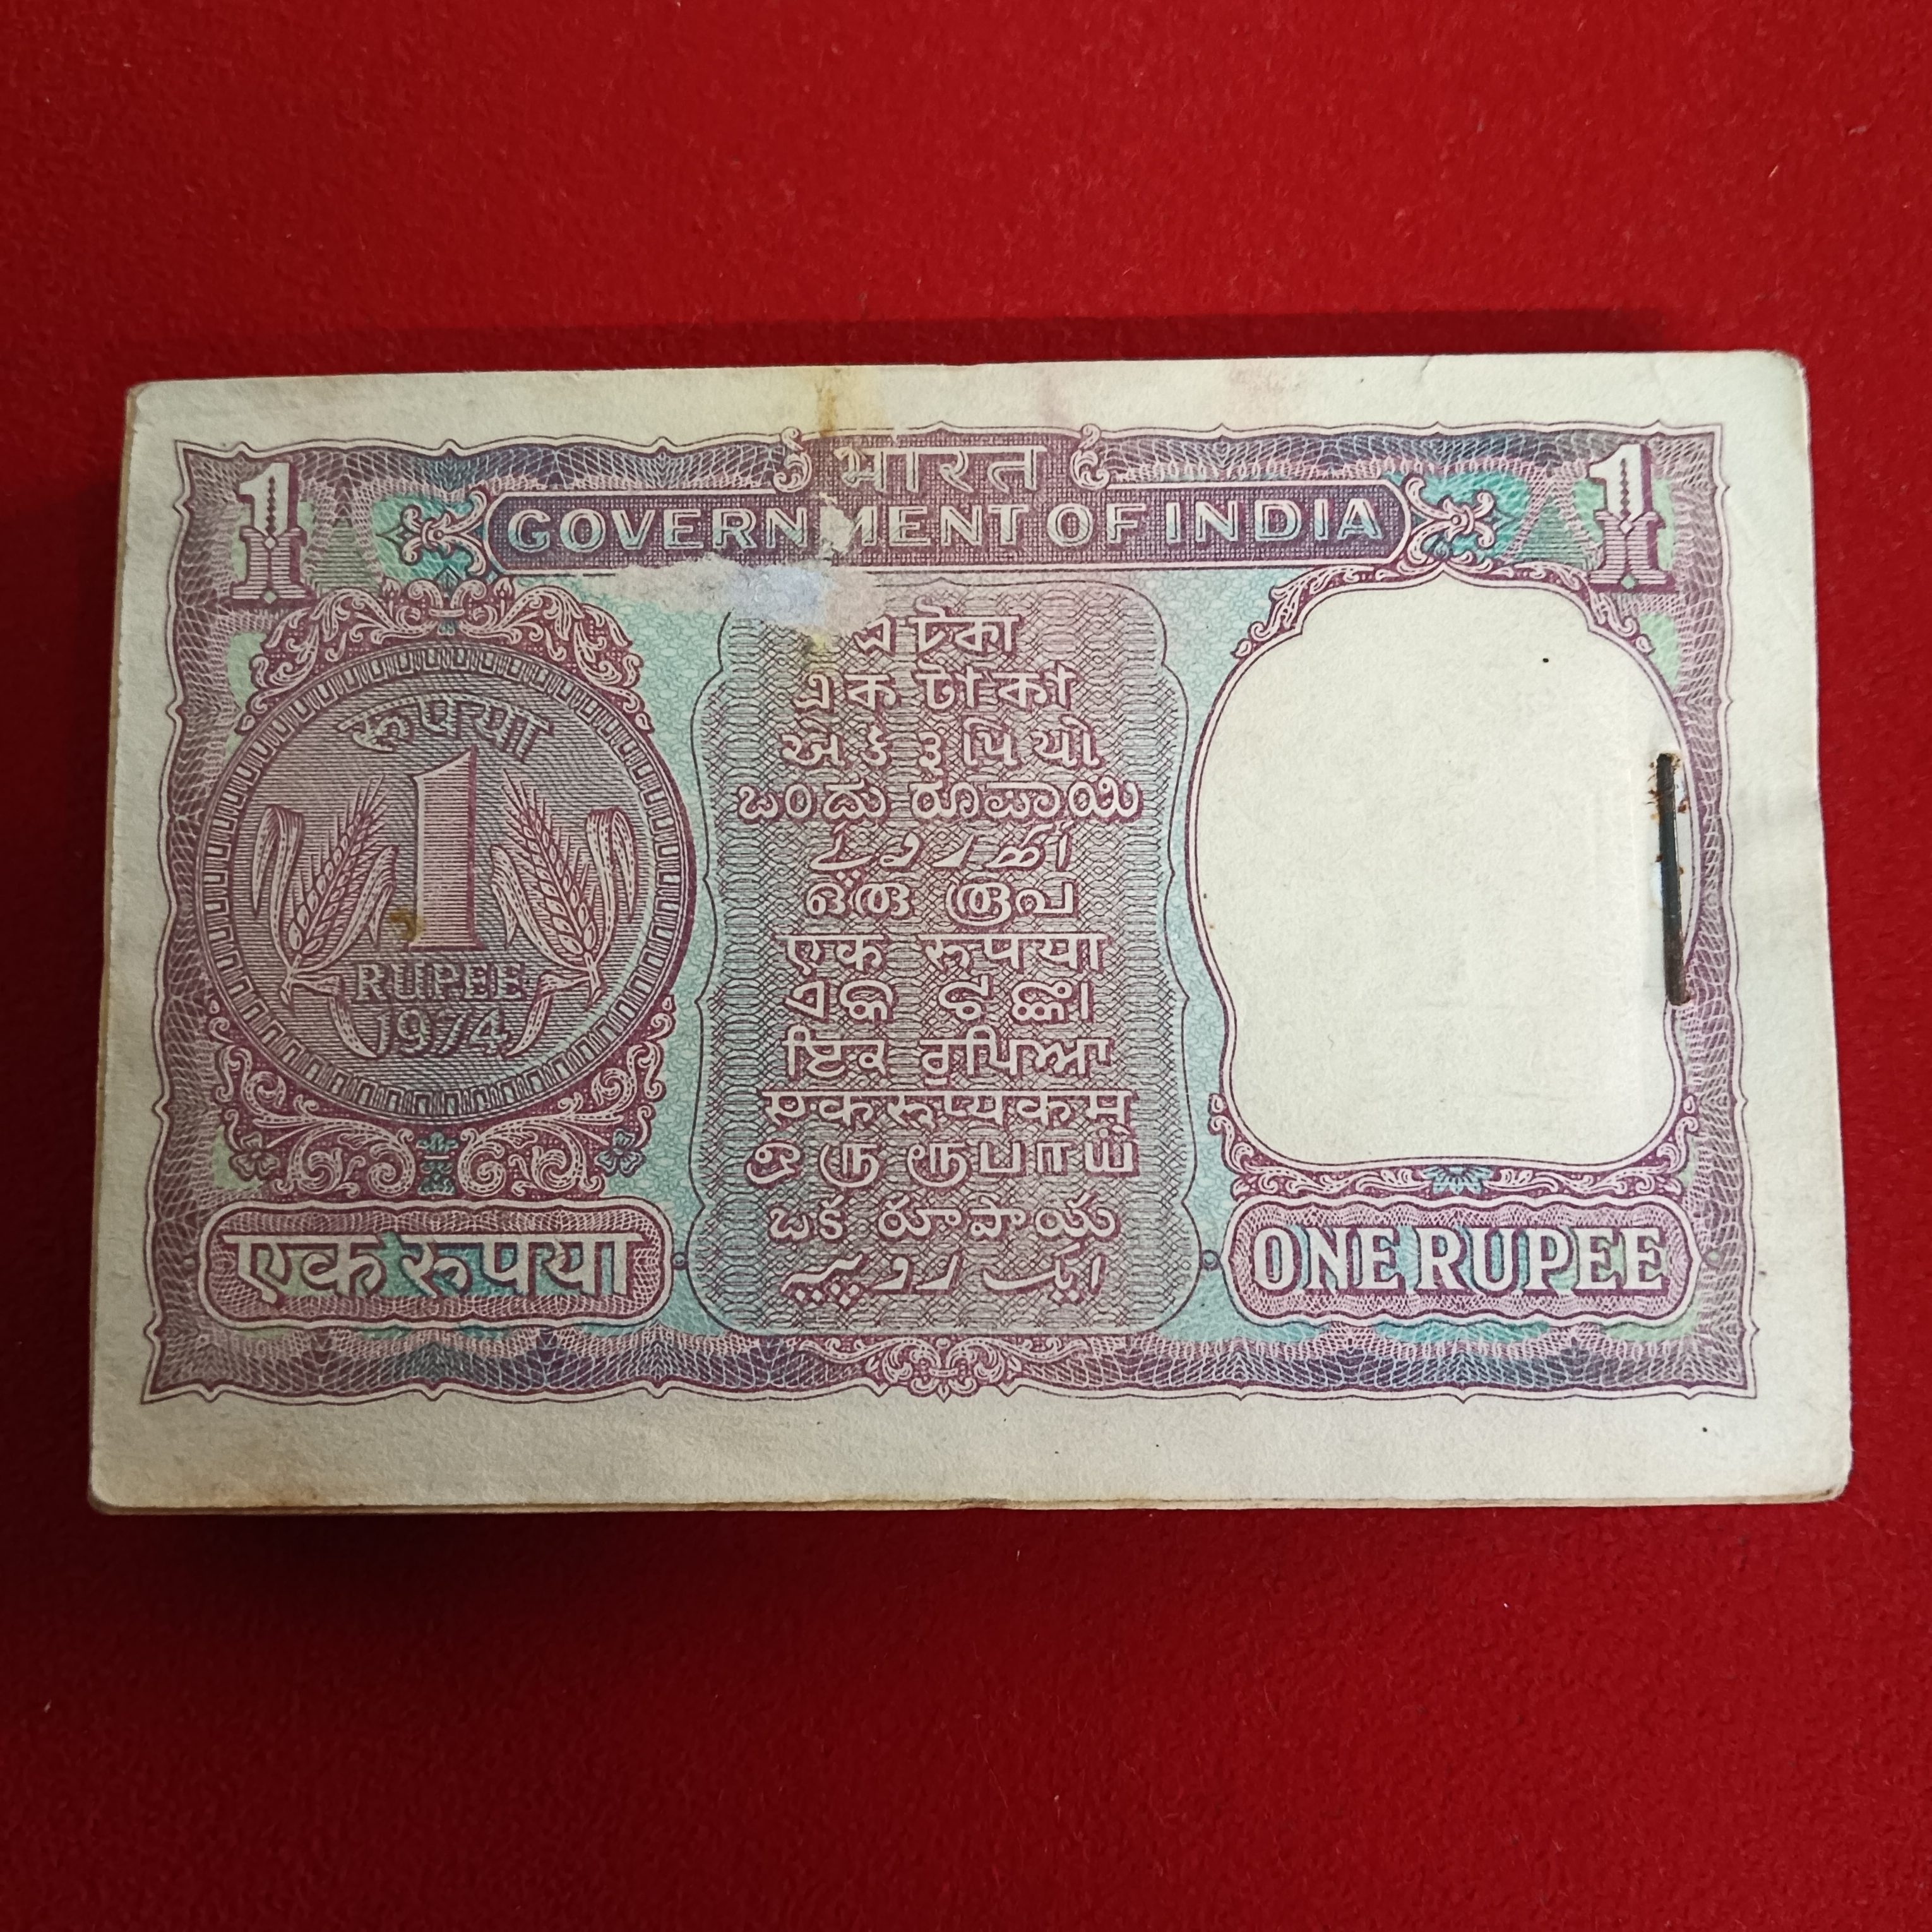 1 भारत 1
GOVERNMENT OF INDIA
रुपया
1
RUPEE
1974
এ টকা
এক টাকা
એક રૂપિયો
ಒಂದು ರೂಪಾಯಿ
ഒരു രൂപ
एक रुपया
ଏକ ଟଙ୍କା
ਇਕ ਰੁਪਿਆ
एकरूप्यकम्
ஒரு ரூபாய்
ఒక రూపాయ
ایک روپیہ
एक रुपया
ONE RUPEE